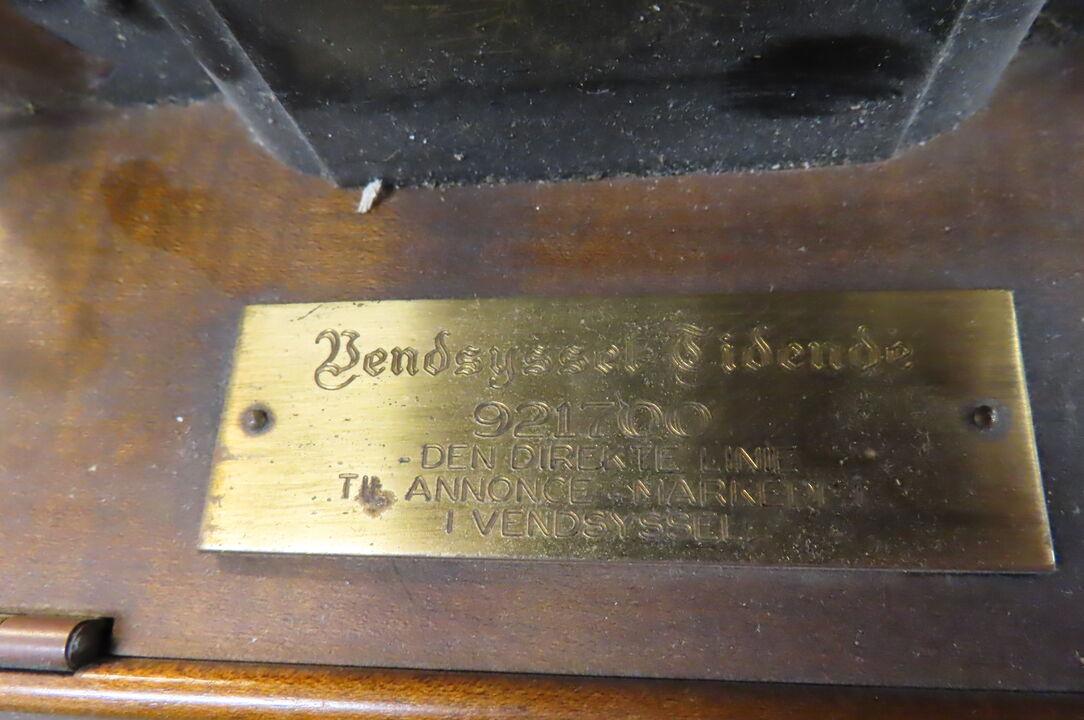 Vendsyssel Tidende
921700
- DEN DIREKTE LINIE
TIL ANNONCE - MARKEDET
I VENDSYSSEL